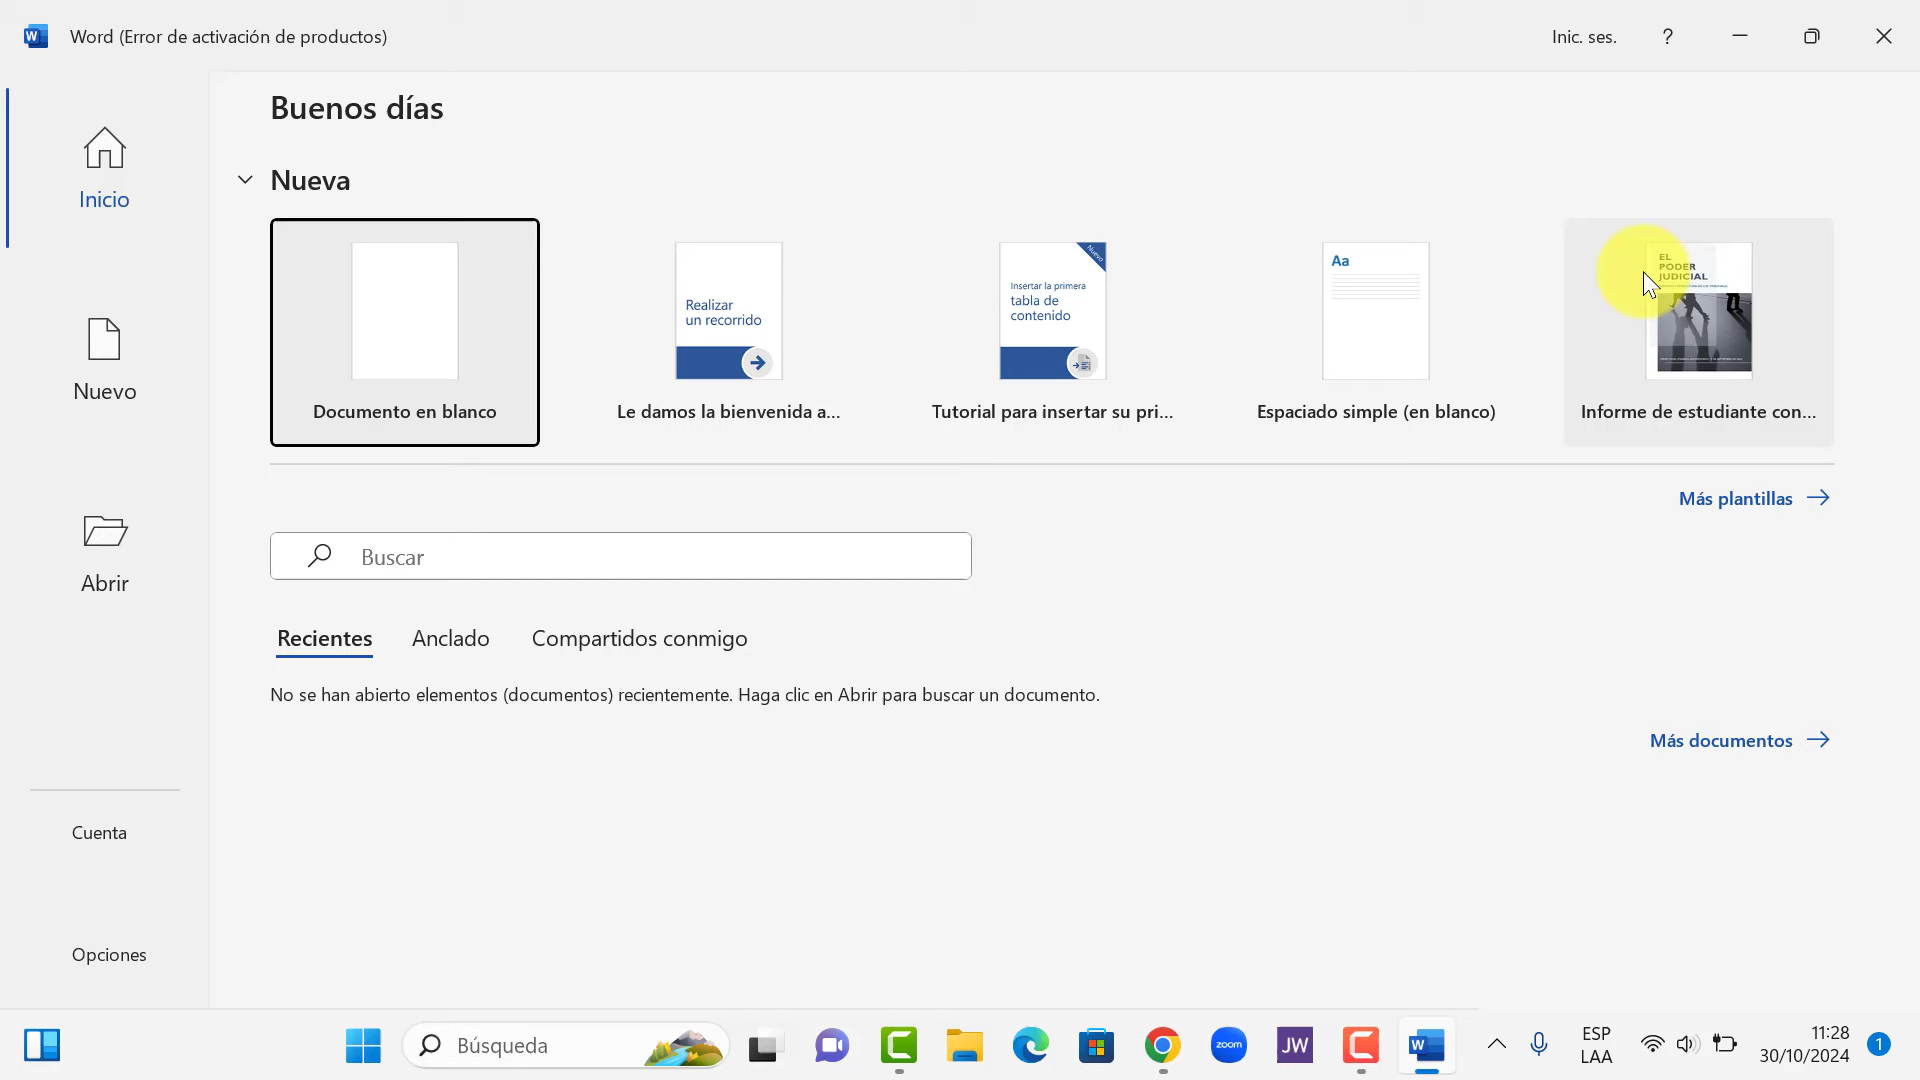 Word (Error de activación de productos)
Inic. ses.
?
Buenos días
Nueva
Inicio
Nuevo
Abrir
Cuenta
Opciones
Realizar
un recorrido
Nuevo
Insertar la primera
tabla de
contenido
Aa
EL
PODER
JUDICIAL
Documento en blanco
Le damos la bienvenida a...
Tutorial para insertar su pri...
Espaciado simple (en blanco)
Informe de estudiante con...
Más plantillas
Buscar
Recientes
Anclado
Compartidos conmigo
No se han abierto elementos (documentos) recientemente. Haga clic en Abrir para buscar un documento.
Más documentos
Búsqueda
zoom
JW
W
ESP
LAA
11:28
30/10/2024
1